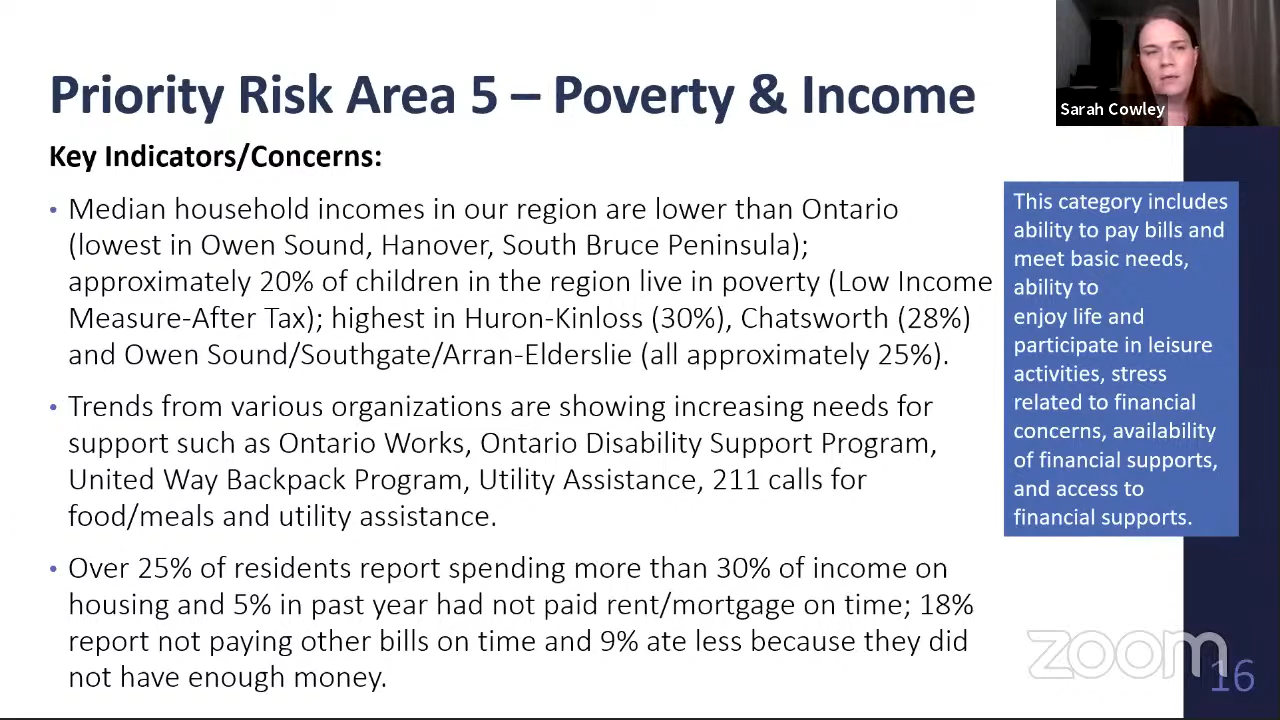 Priority Risk Area 5 – Poverty & Income
Sarah Cowley
Key Indicators/Concerns:
• Median household incomes in our region are lower than Ontario
(lowest in Owen Sound, Hanover, South Bruce Peninsula);
approximately 20% of children in the region live in poverty (Low Income
Measure-After Tax); highest in Huron-Kinloss (30%), Chatsworth (28%)
and Owen Sound/Southgate/Arran-Elderslie (all approximately 25%).
• Trends from various organizations are showing increasing needs for
support such as Ontario Works, Ontario Disability Support Program,
United Way Backpack Program, Utility Assistance, 211 calls for
food/meals and utility assistance.
• Over 25% of residents report spending more than 30% of income on
housing and 5% in past year had not paid rent/mortgage on time; 18%
report not paying other bills on time and 9% ate less because they did
not have enough money.
This category includes
ability to pay bills and
meet basic needs,
ability to
enjoy life and
participate in leisure
activities, stress
related to financial
concerns, availability
of financial supports,
and access to
financial supports.
zoom
16